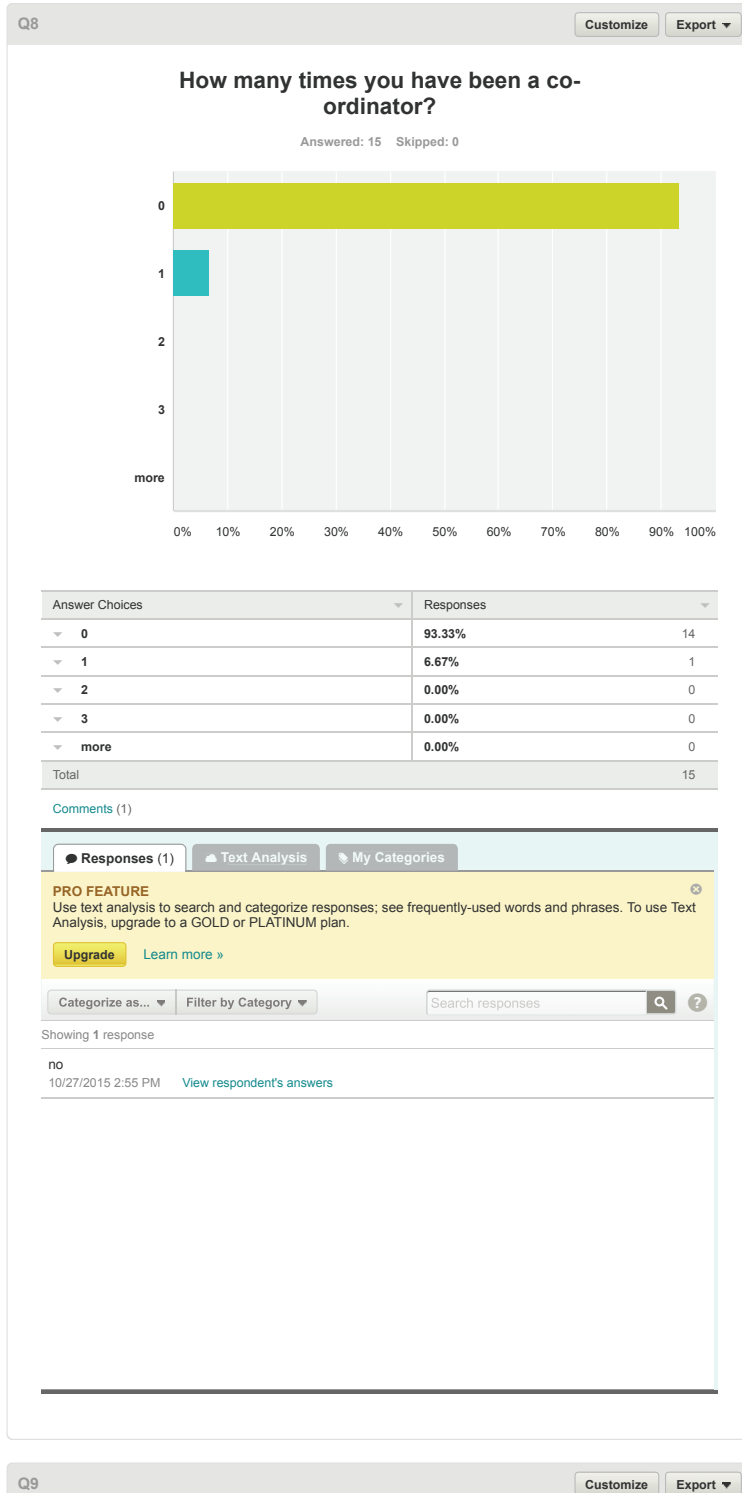 Q8
Customize
Export
How many times you have been a co-
ordinator?
Answered: 15 Skipped: 0
0
1
2
3
more
0% 10% 20% 30% 40% 50% 60% 70% 80% 90% 100%
Answer Choices Responses
0 93.33% 14
1 6.67% 1
2 0.00% 0
3 0.00% 0
more 0.00% 0
Total 15
Comments (1)
Responses (1) Text Analysis My Categories
PRO FEATURE
Use text analysis to search and categorize responses; see frequently-used words and phrases. To use Text
Analysis, upgrade to a GOLD or PLATINUM plan.
Upgrade Learn more »
Categorize as... Filter by Category Search responses ?
Showing 1 response
no
10/27/2015 2:55 PM View respondent's answers
Q9
Customize
Export